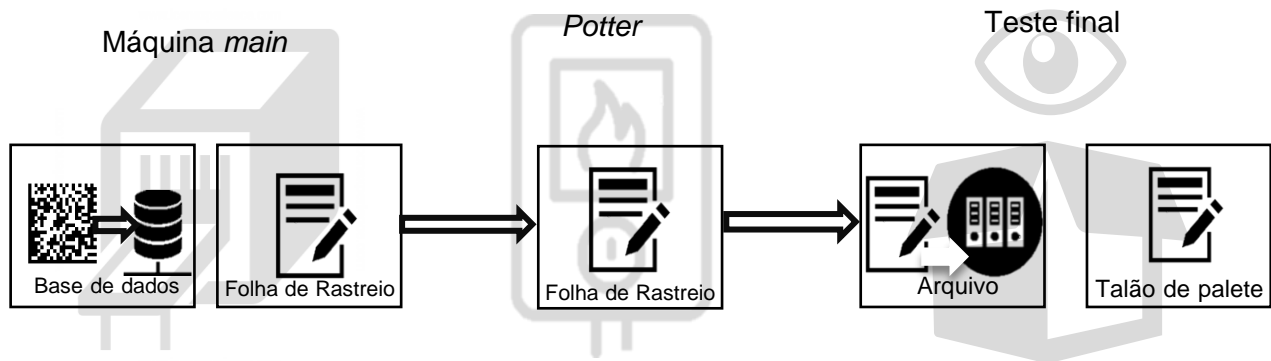 Máquina main
Potter
Teste final
Base de dados
Folha de Rastreio
Folha de Rastreio
Arquivo
Talão de palete